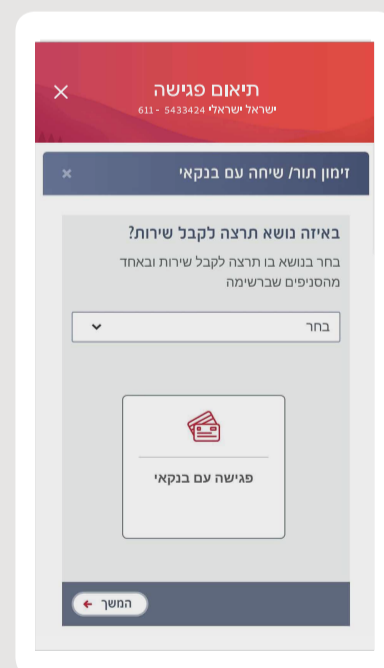 תיאום פגישה
ישראל ישראלי 5433424 - 611
זימון תור/ שיחה עם בנקאי
באיזה נושא תרצה לקבל שירות?
בחר בנושא בו תרצה לקבל שירות ובאחד
מהסניפים שברשימה
בחר
פגישה עם בנקאי
המשך